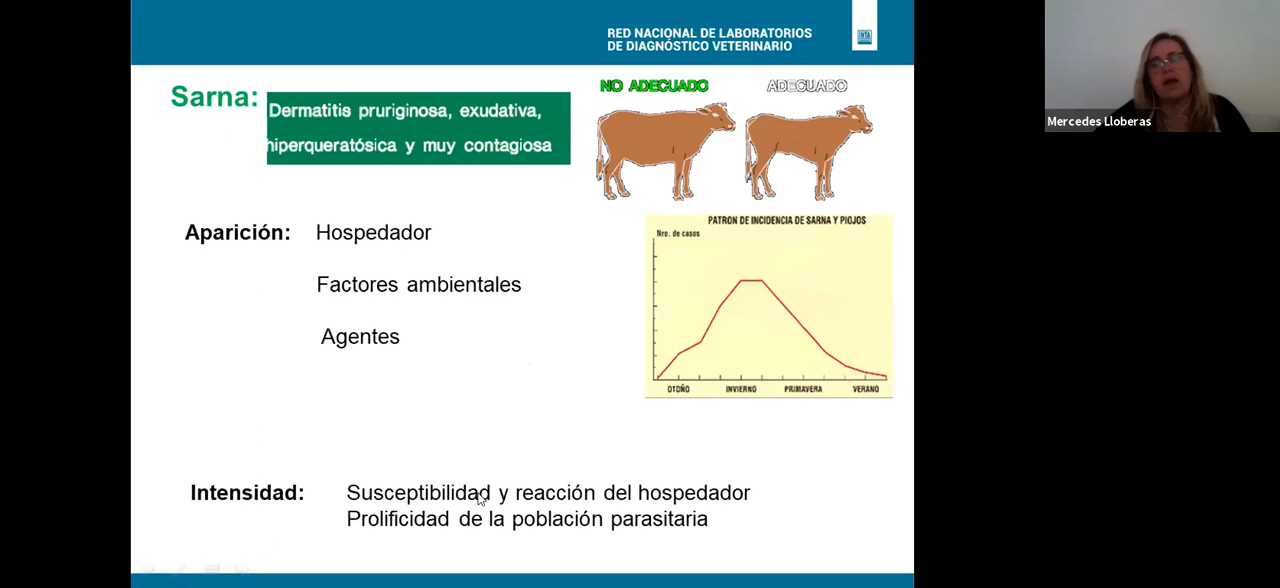 RED NACIONAL DE LABORATORIOS
DE DIAGNÓSTICO VETERINARIO
INTA
Sarna:
Dermatitis pruriginosa, exudativa,
hiperqueratósica y muy contagiosa
NO ADECUADO
ADECUADO
Mercedes Lloberas
Aparición:
Hospedador
Factores ambientales
Agentes
PATRON DE INCIDENCIA DE SARNA Y PIOJOS
Nro. de casos
OTOÑO
INVIERNO
PRIMAVERA
VERANO
Intensidad:
Susceptibilidad y reacción del hospedador
Prolificidad de la población parasitaria